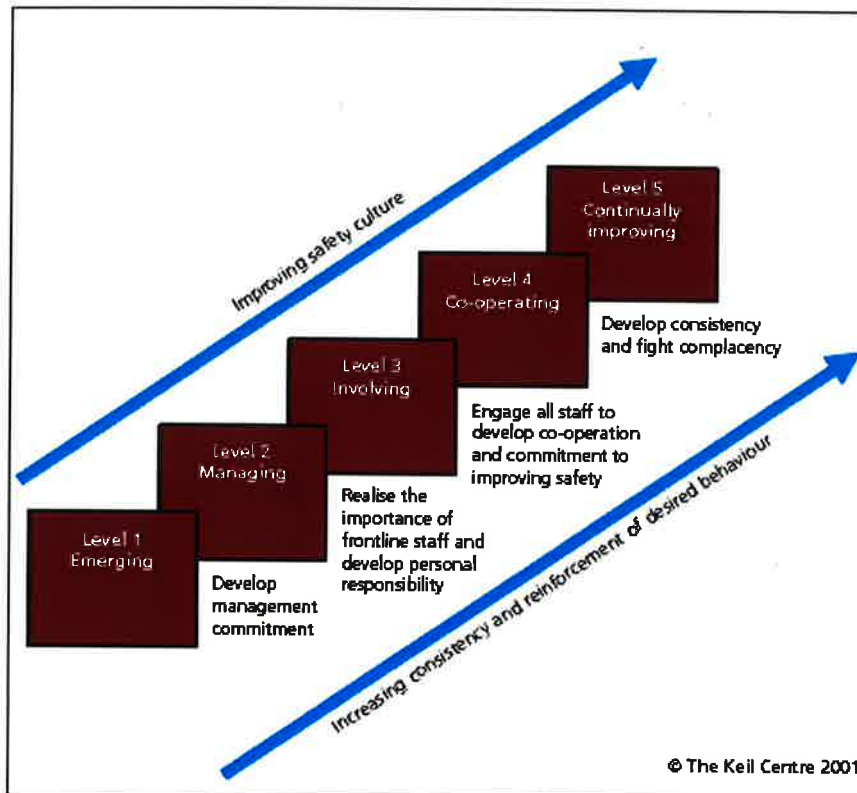 Improving safety culture
Level 5
Continually
improving
Level 4
Co-operating
Develop consistency
and fight complacency
Level 3
Involving
Engage all staff to
develop co-operation
and commitment to
improving safety
Level 2
Managing
Realise the
importance of
frontline staff and
develop personal
responsibility
Level 1
Emerging
Develop
management
commitment
Increasing consistency and reinforcement of desired behaviour
© The Keil Centre 2001